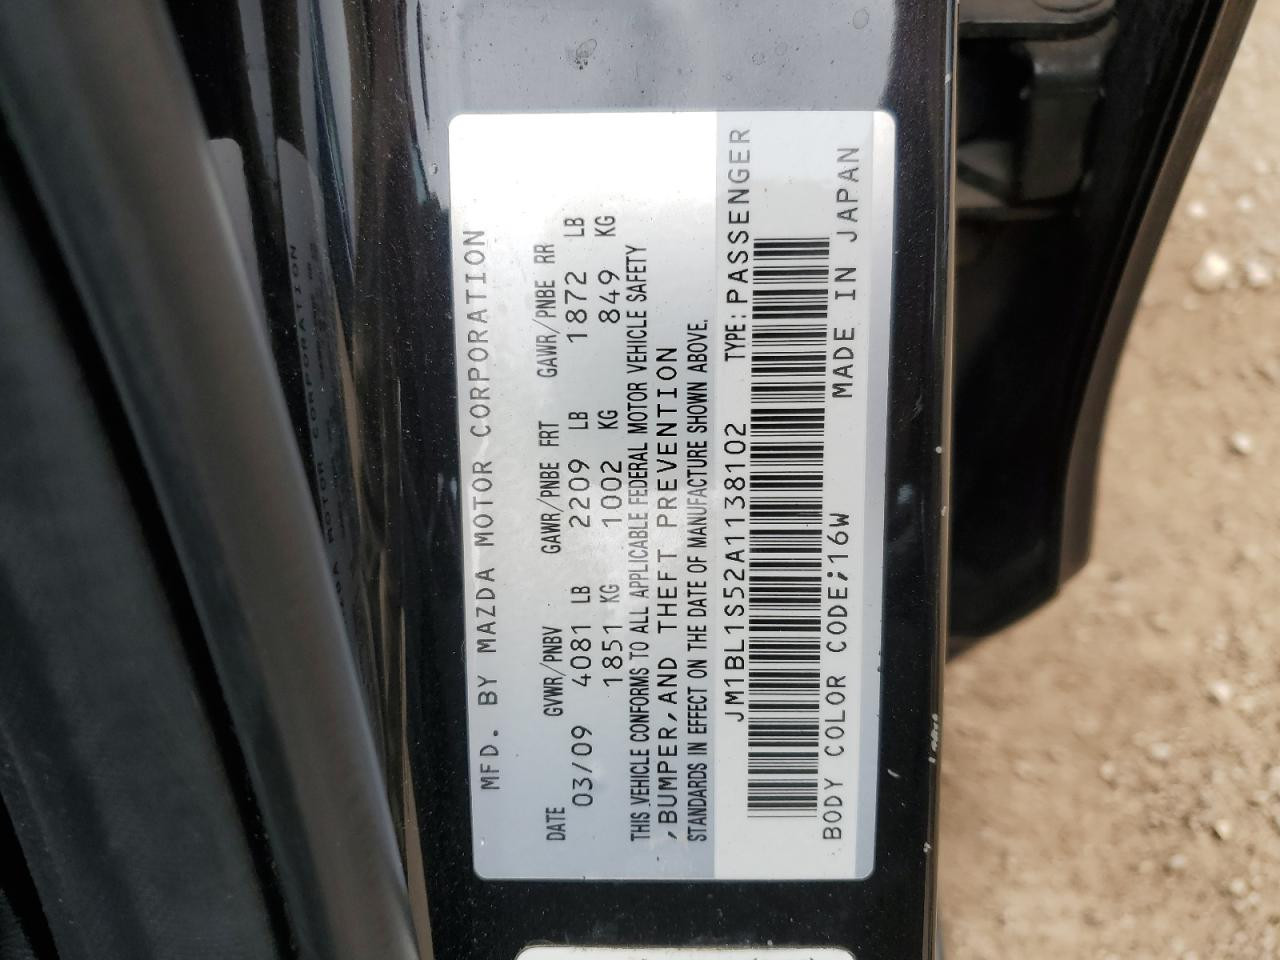 MFD. BY MAZDA MOTOR CORPORATION
DATE GVWR/PNBV GAWR/PNBE FRT GAWR/PNBE RR
03/09 4081 LB 2209 LB 1872 LB
1851 KG 1002 KG 849 KG
THIS VEHICLE CONFORMS TO ALL APPLICABLE FEDERAL MOTOR VEHICLE SAFETY
,BUMPER,AND THEFT PREVENTION
STANDARDS IN EFFECT ON THE DATE OF MANUFACTURE SHOWN ABOVE.
JM1BL1S52A1138102 TYPE:PASSENGER
BODY COLOR CODE;16W MADE IN JAPAN